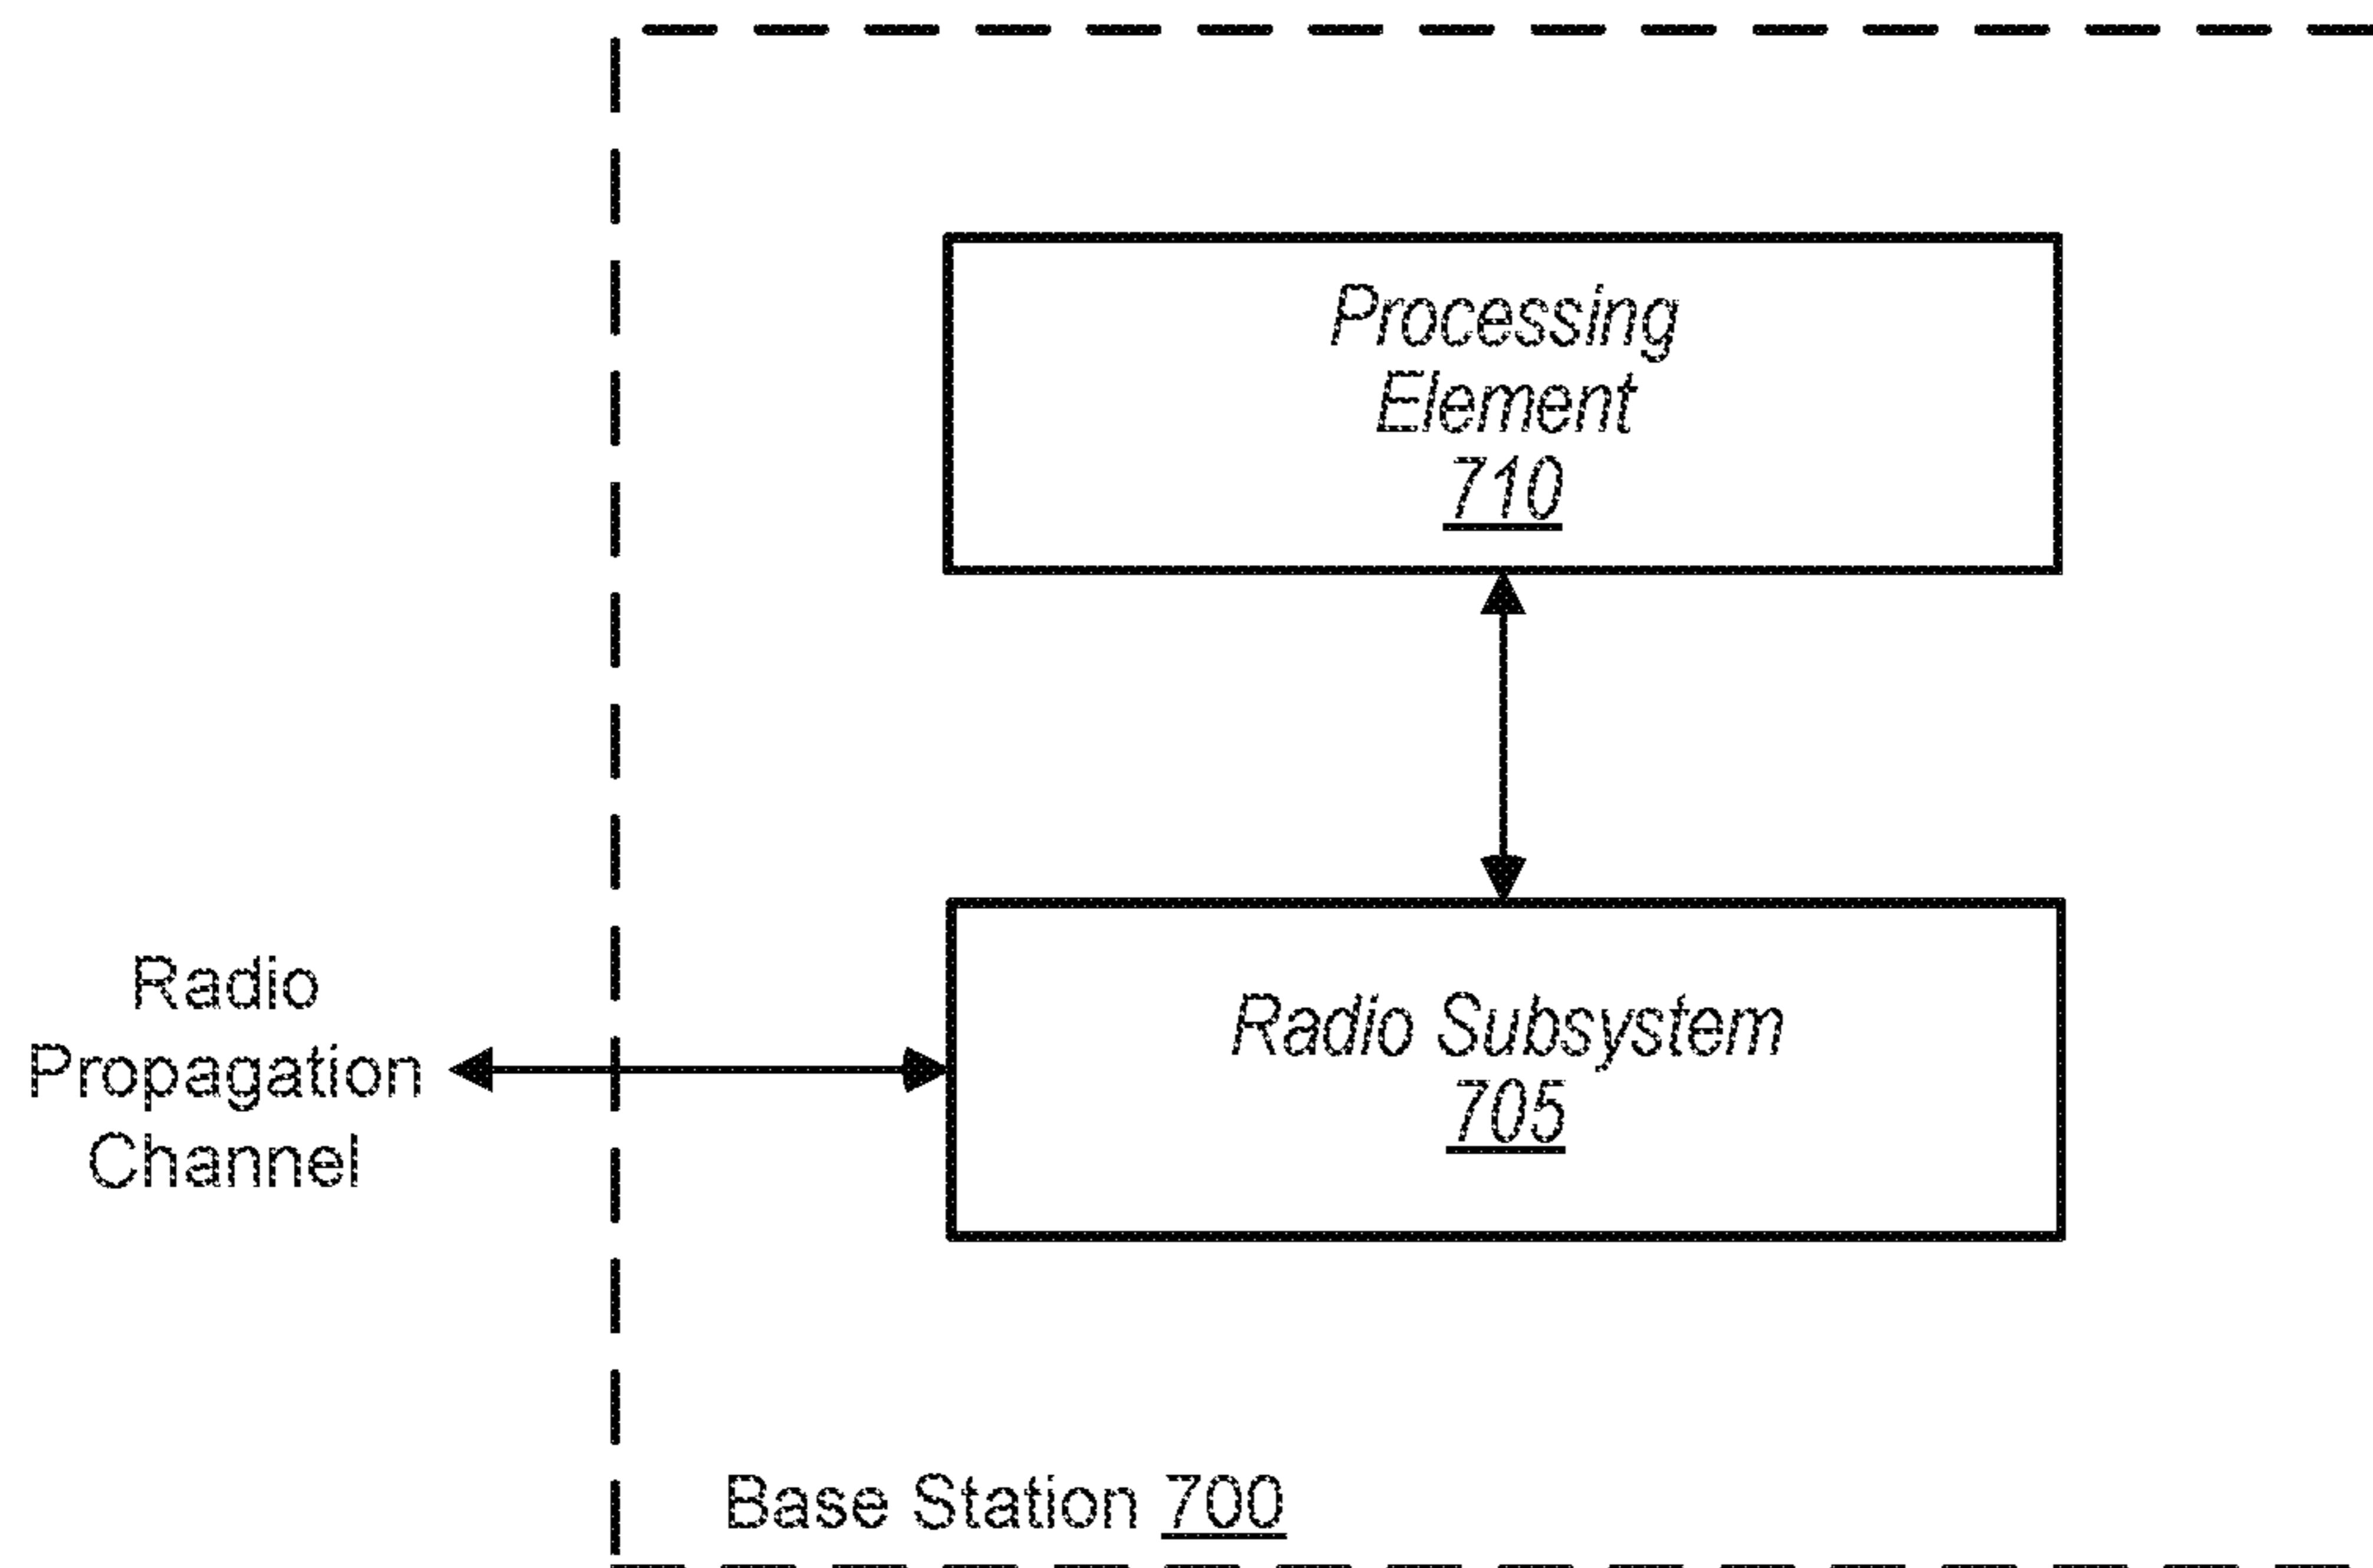 Processing
Element
710
Radio
Propagation
Channel
Radio Subsystem
705
Base Station 700